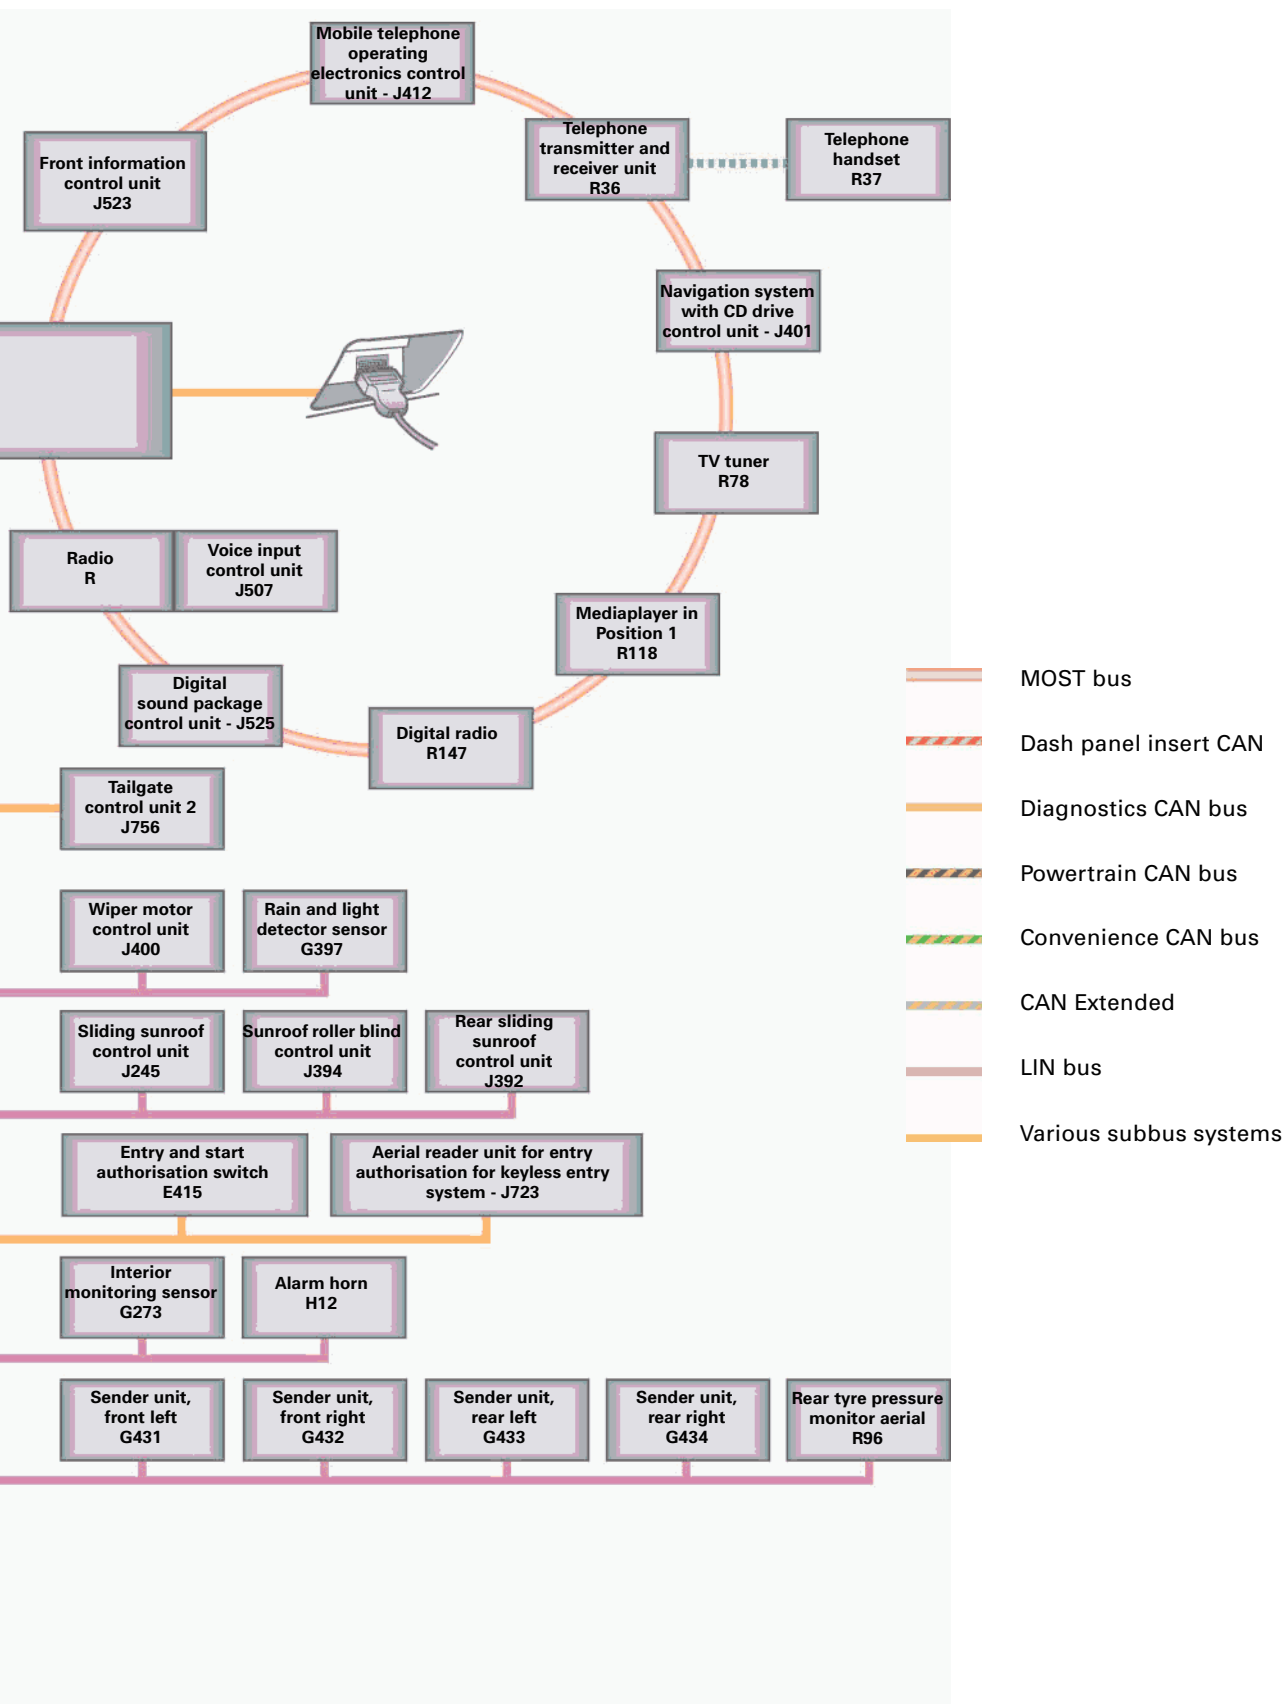 Mobile telephone
operating
electronics control
unit - J412
Telephone
transmitter and
receiver unit
R36
Telephone
handset
R37
Front information
control unit
J523
Navigation system
with CD drive
control unit - J401
TV tuner
R78
Radio
R
Voice input
control unit
J507
Mediaplayer in
Position 1
R118
Digital
sound package
control unit - J525
Digital radio
R147
Tailgate
control unit 2
J756
Wiper motor
control unit
J400
Rain and light
detector sensor
G397
Sliding sunroof
control unit
J245
Sunroof roller blind
control unit
J394
Rear sliding
sunroof
control unit
J392
Entry and start
authorisation switch
E415
Aerial reader unit for entry
authorisation for keyless entry
system - J723
Interior
monitoring sensor
G273
Alarm horn
H12
Sender unit,
front left
G431
Sender unit,
front right
G432
Sender unit,
rear left
G433
Sender unit,
rear right
G434
Rear tyre pressure
monitor aerial
R96
MOST bus
Dash panel insert CAN
Diagnostics CAN bus
Powertrain CAN bus
Convenience CAN bus
CAN Extended
LIN bus
Various subbus systems